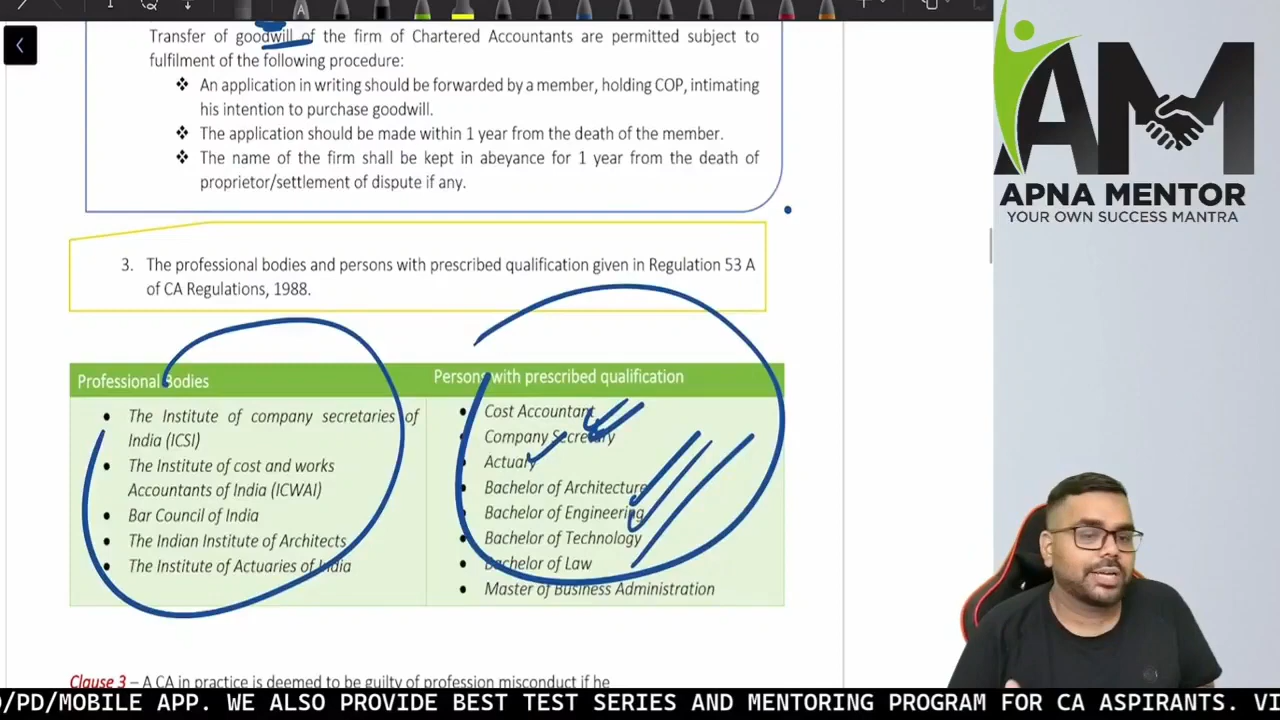 Transfer of goodwill of the firm of Chartered Accountants are permitted subject to
fulfilment of the following procedure:
❖ An application in writing should be forwarded by a member, holding COP, intimating
his intention to purchase goodwill.
❖ The application should be made within 1 year from the death of the member.
❖ The name of the firm shall be kept in abeyance for 1 year from the death of
proprietor/settlement of dispute if any.
3. The professional bodies and persons with prescribed qualification given in Regulation 53 A
of CA Regulations, 1988.
Professional Bodies
• The Institute of company secretaries of
India (ICSI)
• The Institute of cost and works
Accountants of India (ICWAI)
• Bar Council of India
• The Indian Institute of Architects
• The Institute of Actuaries of India
Persons with prescribed qualification
• Cost Accountant
• Company Secretary
• Actuary
• Bachelor of Architecture
• Bachelor of Engineering
• Bachelor of Technology
• Bachelor of Law
• Master of Business Administration
Clause 3 – A CA in practice is deemed to be guilty of profession misconduct if he
AM
APNA MENTOR
YOUR OWN SUCCESS MANTRA
D/PD/MOBILE APP. WE ALSO PROVIDE BEST TEST SERIES AND MENTORING PROGRAM FOR CA ASPIRANTS. VI